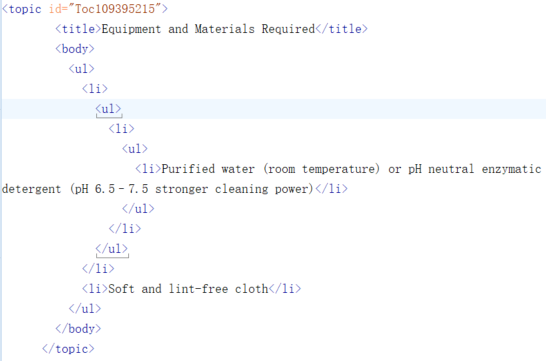 <topic id="Toc109395215">
<title>Equipment and Materials Required</title>
<body>
<ul>
<li>
<ul>
<li>
<ul>
<li>Purified water (room temperature) or pH neutral enzymatic
detergent (pH 6.5–7.5 stronger cleaning power)</li>
</ul>
</li>
</ul>
</li>
<li>Soft and lint-free cloth</li>
</ul>
</body>
</topic>